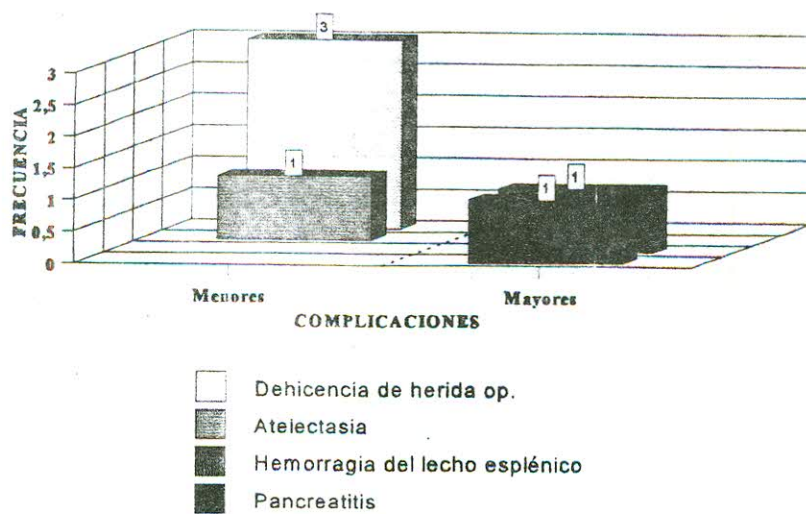 3
3
2,5
2
1,5
1
0,5
0
1
1
1
FRECUENCIA
Menores
Mayores
COMPLICACIONES
Dehicencia de herida op.
Atelectasia
Hemorragia del lecho esplénico
Pancreatitis